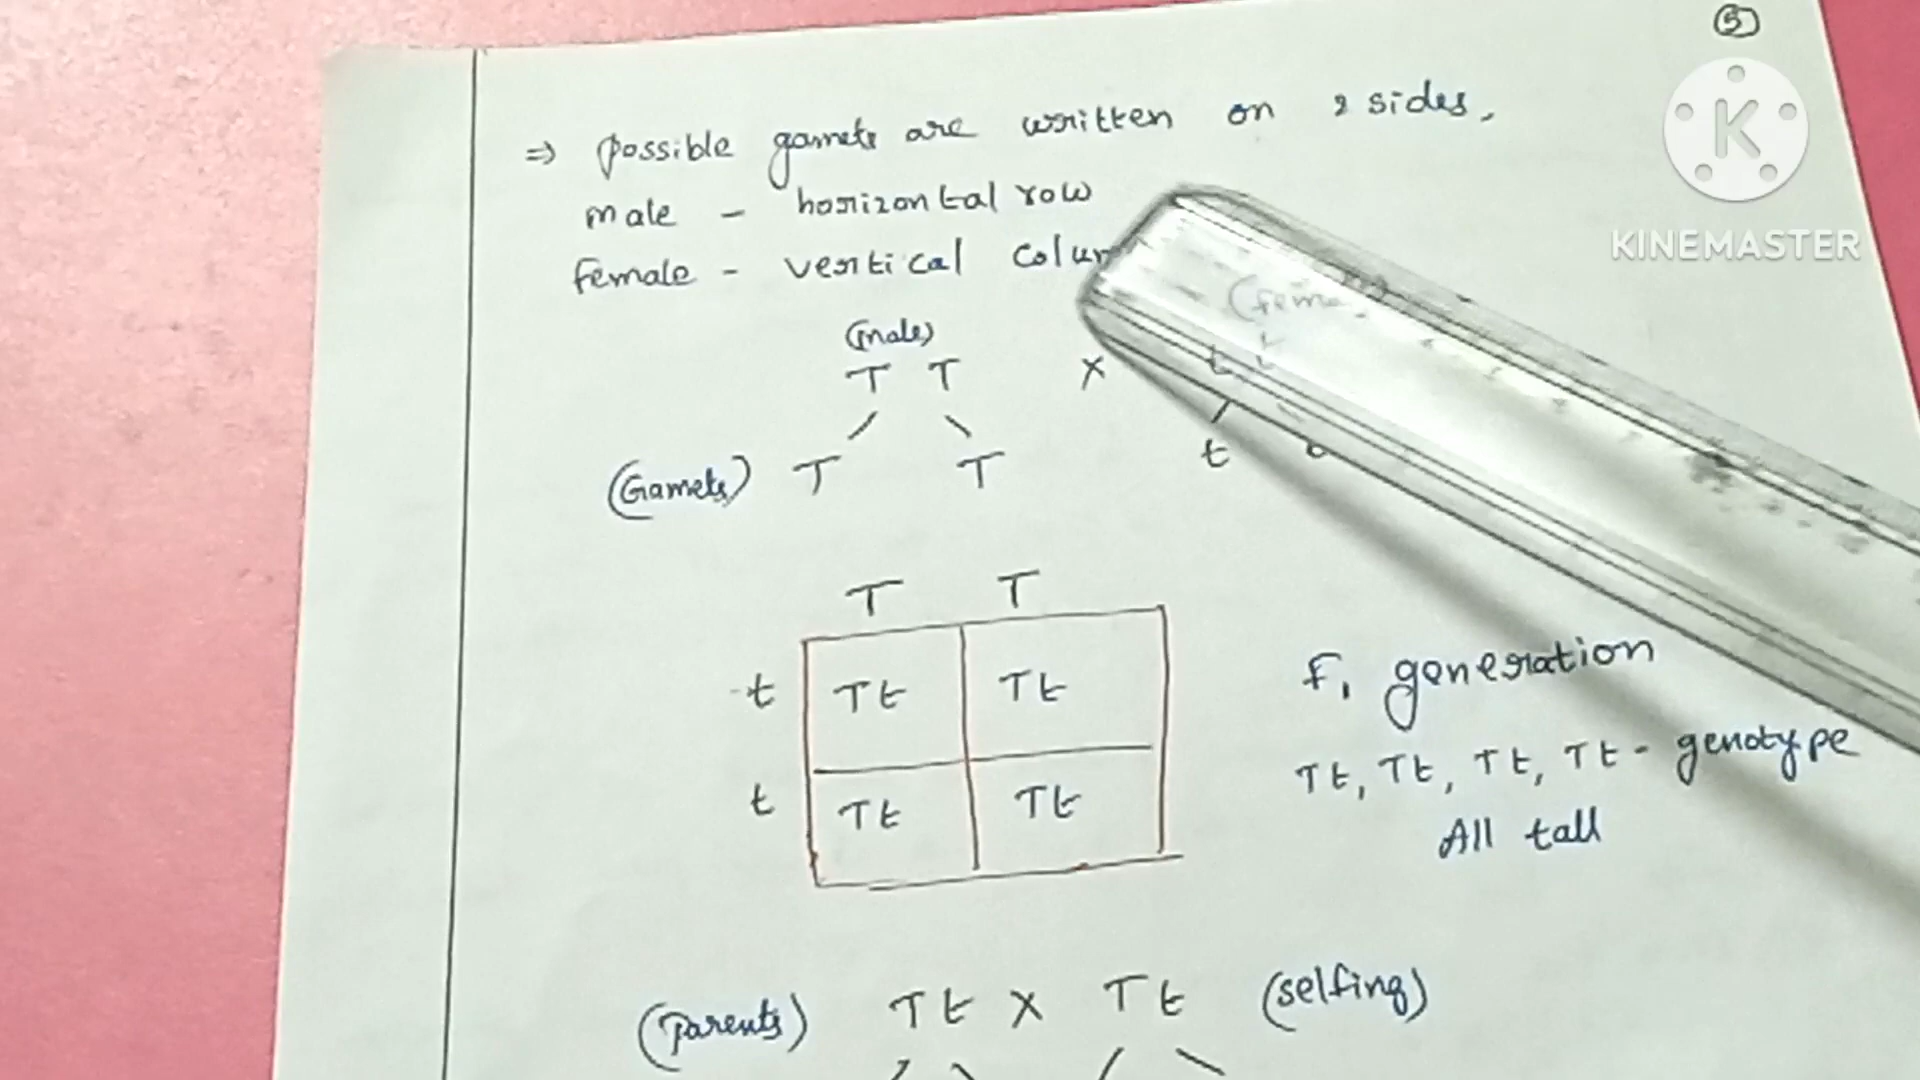 5
⇒ possible gamets are written on 2 sides.
male - horizontal row
female - vertical
KINEMASTER
(male)
T T X
(Gamets) T T t
T T
t Tt Tt
t Tt Tt
F1 generation
Tt, Tt, Tt, Tt - genotype
All tall
(parents) Tt X Tt (selfing)